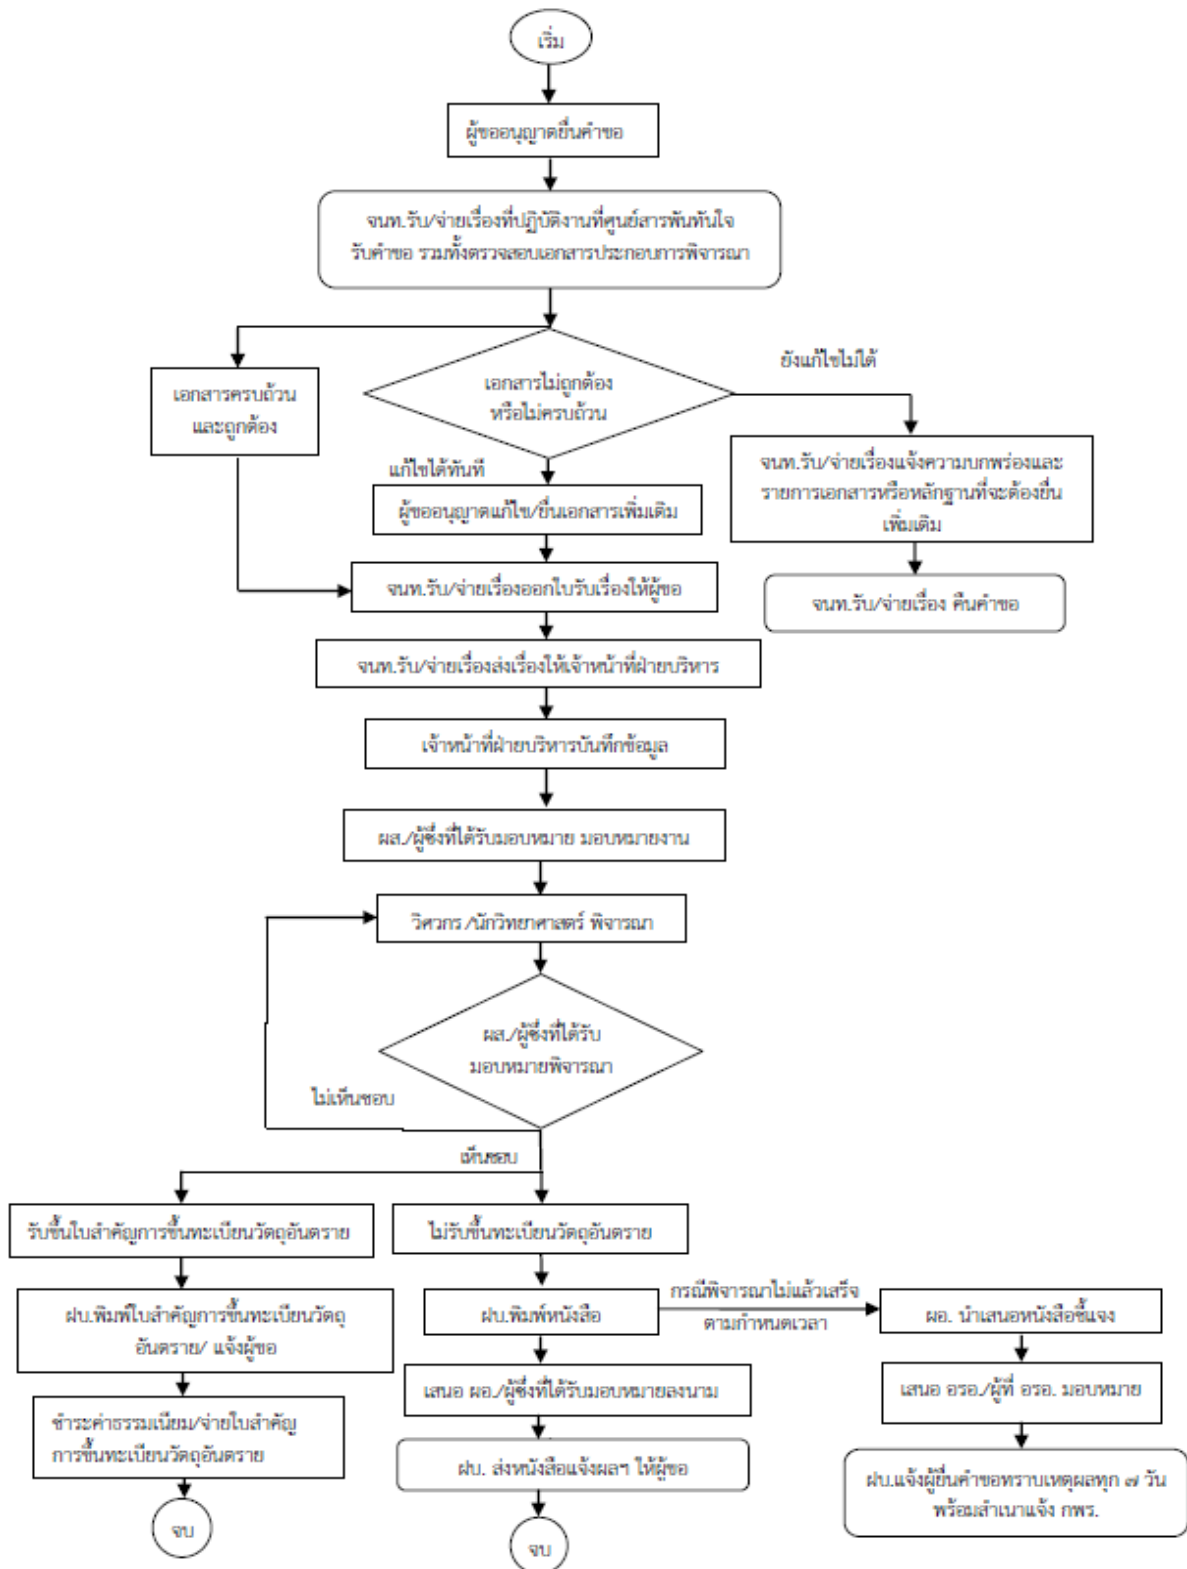 เริ่ม
ผู้ขออนุญาตยื่นคำขอ
จนท.รับ/จ่ายเรื่องที่ปฏิบัติงานที่ศูนย์สารพันทันใจ
รับคำขอ รวมทั้งตรวจสอบเอกสารประกอบการพิจารณา
ยังแก้ไขไม่ได้
เอกสารครบถ้วน
และถูกต้อง
เอกสารไม่ถูกต้อง
หรือไม่ครบถ้วน
แก้ไขได้ทันที
จนท.รับ/จ่ายเรื่องแจ้งความบกพร่องและ
รายการเอกสารหรือหลักฐานที่จะต้องยื่น
เพิ่มเติม
ผู้ขออนุญาตแก้ไข/ยื่นเอกสารเพิ่มเติม
จนท.รับ/จ่ายเรื่องออกใบรับเรื่องให้ผู้ขอ
จนท.รับ/จ่ายเรื่อง คืนคำขอ
จนท.รับ/จ่ายเรื่องส่งเรื่องให้เจ้าหน้าที่ฝ่ายบริหาร
เจ้าหน้าที่ฝ่ายบริหารบันทึกข้อมูล
ผส./ผู้ซึ่งที่ได้รับมอบหมาย มอบหมายงาน
วิศวกร/นักวิทยาศาสตร์ พิจารณา
ผส./ผู้ซึ่งที่ได้รับ
มอบหมายพิจารณา
ไม่เห็นชอบ
เห็นชอบ
รับขึ้นใบสำคัญการขึ้นทะเบียนวัตถุอันตราย
ไม่รับขึ้นทะเบียนวัตถุอันตราย
ฝบ.พิมพ์ใบสำคัญการขึ้นทะเบียนวัตถุ
อันตราย/ แจ้งผู้ขอ
ฝบ.พิมพ์หนังสือ
กรณีพิจารณาไม่แล้วเสร็จ
ตามกำหนดเวลา
ผอ. นำเสนอหนังสือชี้แจง
เสนอ ผอ./ผู้ซึ่งที่ได้รับมอบหมายลงนาม
เสนอ อรอ./ผู้ที่ อรอ. มอบหมาย
ชำระค่าธรรมเนียม/จ่ายใบสำคัญ
การขึ้นทะเบียนวัตถุอันตราย
ฝบ. ส่งหนังสือแจ้งผลฯ ให้ผู้ขอ
ฝบ.แจ้งผู้ยื่นคำขอทราบเหตุผลทุก ๗ วัน
พร้อมสำเนาแจ้ง กพร.
จบ
จบ